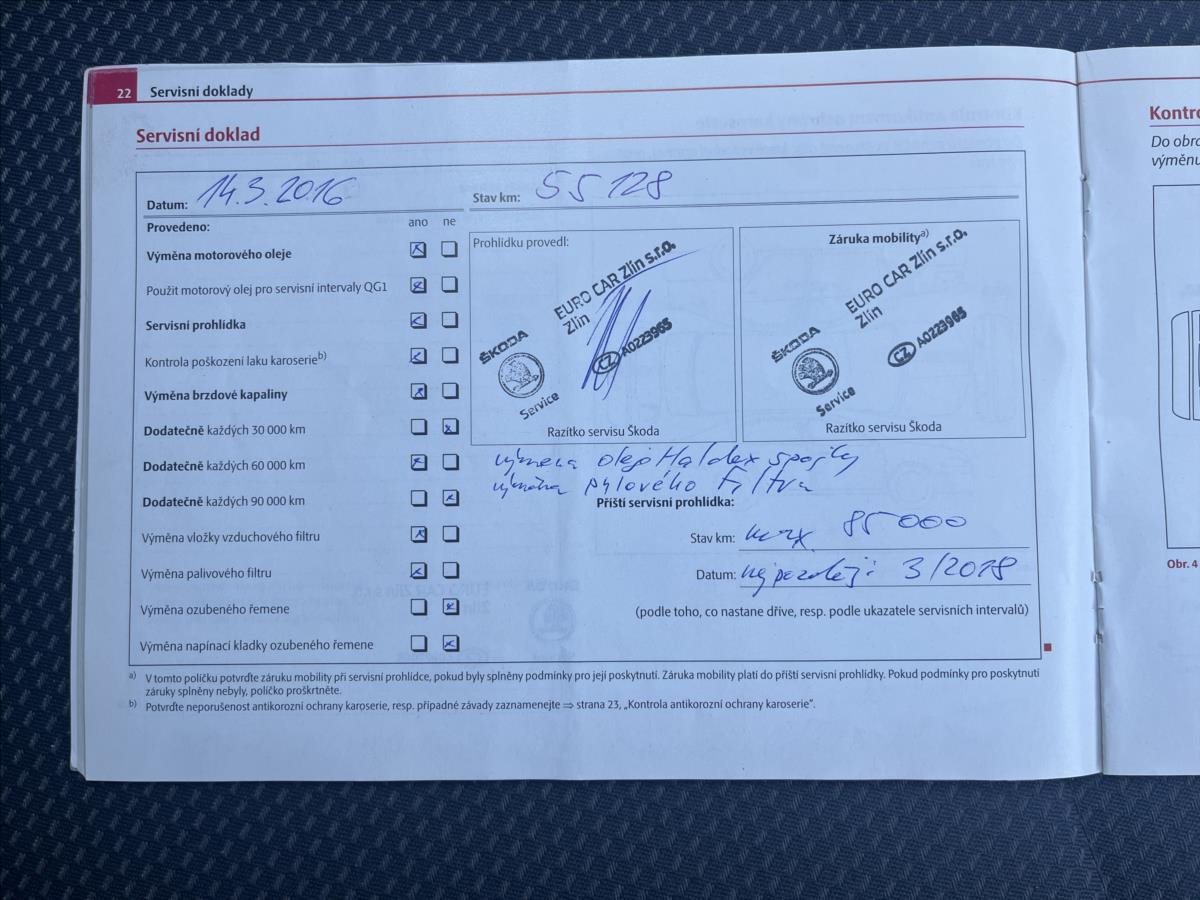 22 Servisní doklady
Servisní doklad
Datum: 14.3.2016 Stav km: 55 128
Provedeno: ano ne
Výměna motorového oleje
Použit motorový olej pro servisní intervaly QG1
Servisní prohlídka
Kontrola poškození laku karoserie b)
Výměna brzdové kapaliny
Dodatečně každých 30 000 km
Dodatečně každých 60 000 km
Dodatečně každých 90 000 km
Výměna vložky vzduchového filtru
Výměna palivového filtru
Výměna ozubeného řemene
Výměna napínací kladky ozubeného řemene
Prohlídku provedl:
EURO CAR Zlín s.r.o.
Zlín
CZ A0223965
ŠKODA
Service
Razítko servisu Škoda
Záruka mobility a)
EURO CAR Zlín s.r.o.
Zlín
CZ A0223965
ŠKODA
Service
Razítko servisu Škoda
výměna oleje Haldex spojky
výměna pylového filtru
Příští servisní prohlídka:
Stav km: max 85 000
Datum: nejpozději: 3/2018
(podle toho, co nastane dříve, resp. podle ukazatele servisních intervalů)
a) V tomto políčku potvrďte záruku mobility při servisní prohlídce, pokud byly splněny podmínky pro její poskytnutí. Záruka mobility platí do příští servisní prohlídky. Pokud podmínky pro poskytnutí
záruky splněny nebyly, políčko proškrtněte.
b) Potvrďte neporušenost antikorozní ochrany karoserie, resp. případné závady zaznamenejte ⇒ strana 23, „Kontrola antikorozní ochrany karoserie“.
Kontro
Do obrá
výměnu
Obr. 4